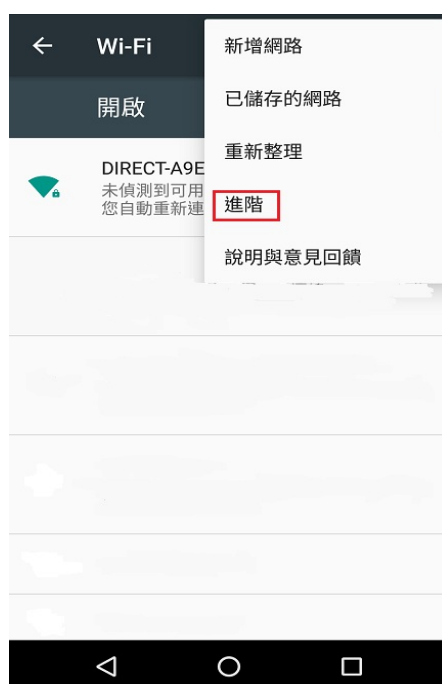 Wi-Fi
開啟
新增網路
已儲存的網路
重新整理
進階
說明與意見回饋
DIRECT-A9E
未偵測到可用
您自動重新連